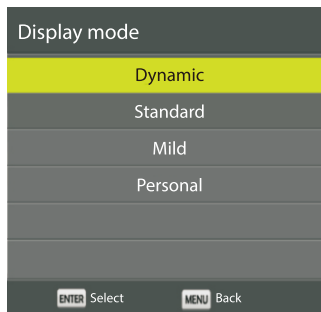 Display mode
Dynamic
Standard
Mild
Personal
ENTER Select MENU Back